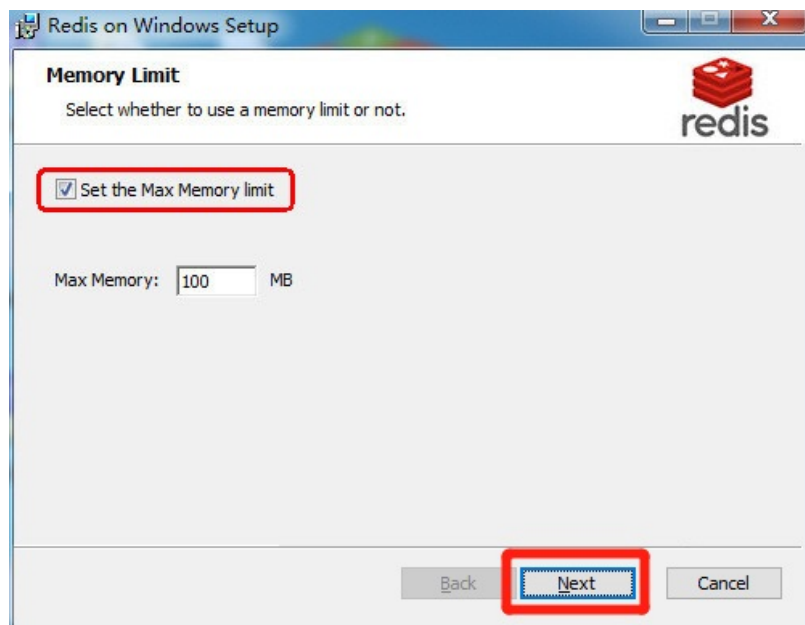 Redis on Windows Setup
Memory Limit
Select whether to use a memory limit or not.
redis
Set the Max Memory limit
Max Memory: 100 MB
Back Next Cancel